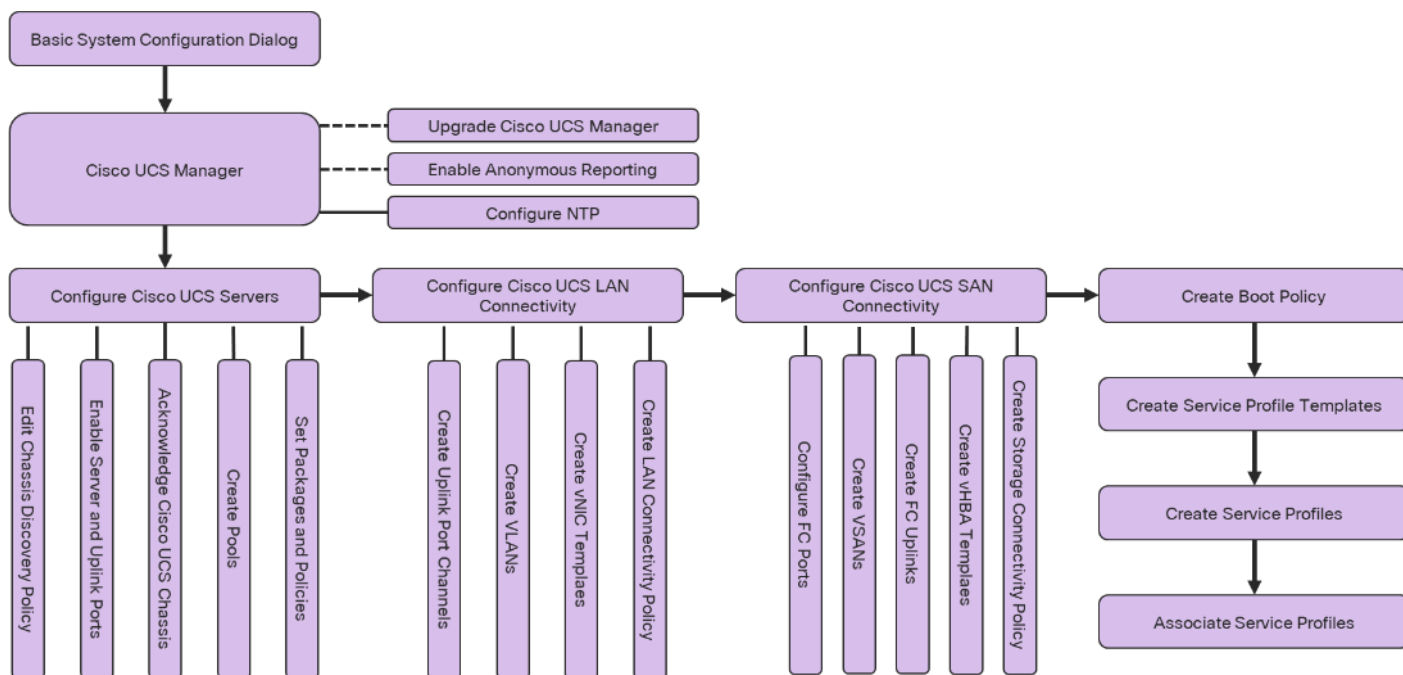 Basic System Configuration Dialog
Cisco UCS Manager
Upgrade Cisco UCS Manager
Enable Anonymous Reporting
Configure NTP
Configure Cisco UCS Servers
Configure Cisco UCS LAN
Connectivity
Configure Cisco UCS SAN
Connectivity
Create Boot Policy
Edit Chassis Discovery Policy
Enable Server and Uplink Ports
Acknowledge Cisco UCS Chassis
Create Pools
Set Packages and Policies
Create Uplink Port Channels
Create VLANs
Create vNIC Templaes
Create LAN Connectivity Policy
Configure FC Ports
Create VSANs
Create FC Uplinks
Create vHBA Templaes
Create Storage Connectivity Policy
Create Service Profile Templates
Create Service Profiles
Associate Service Profiles